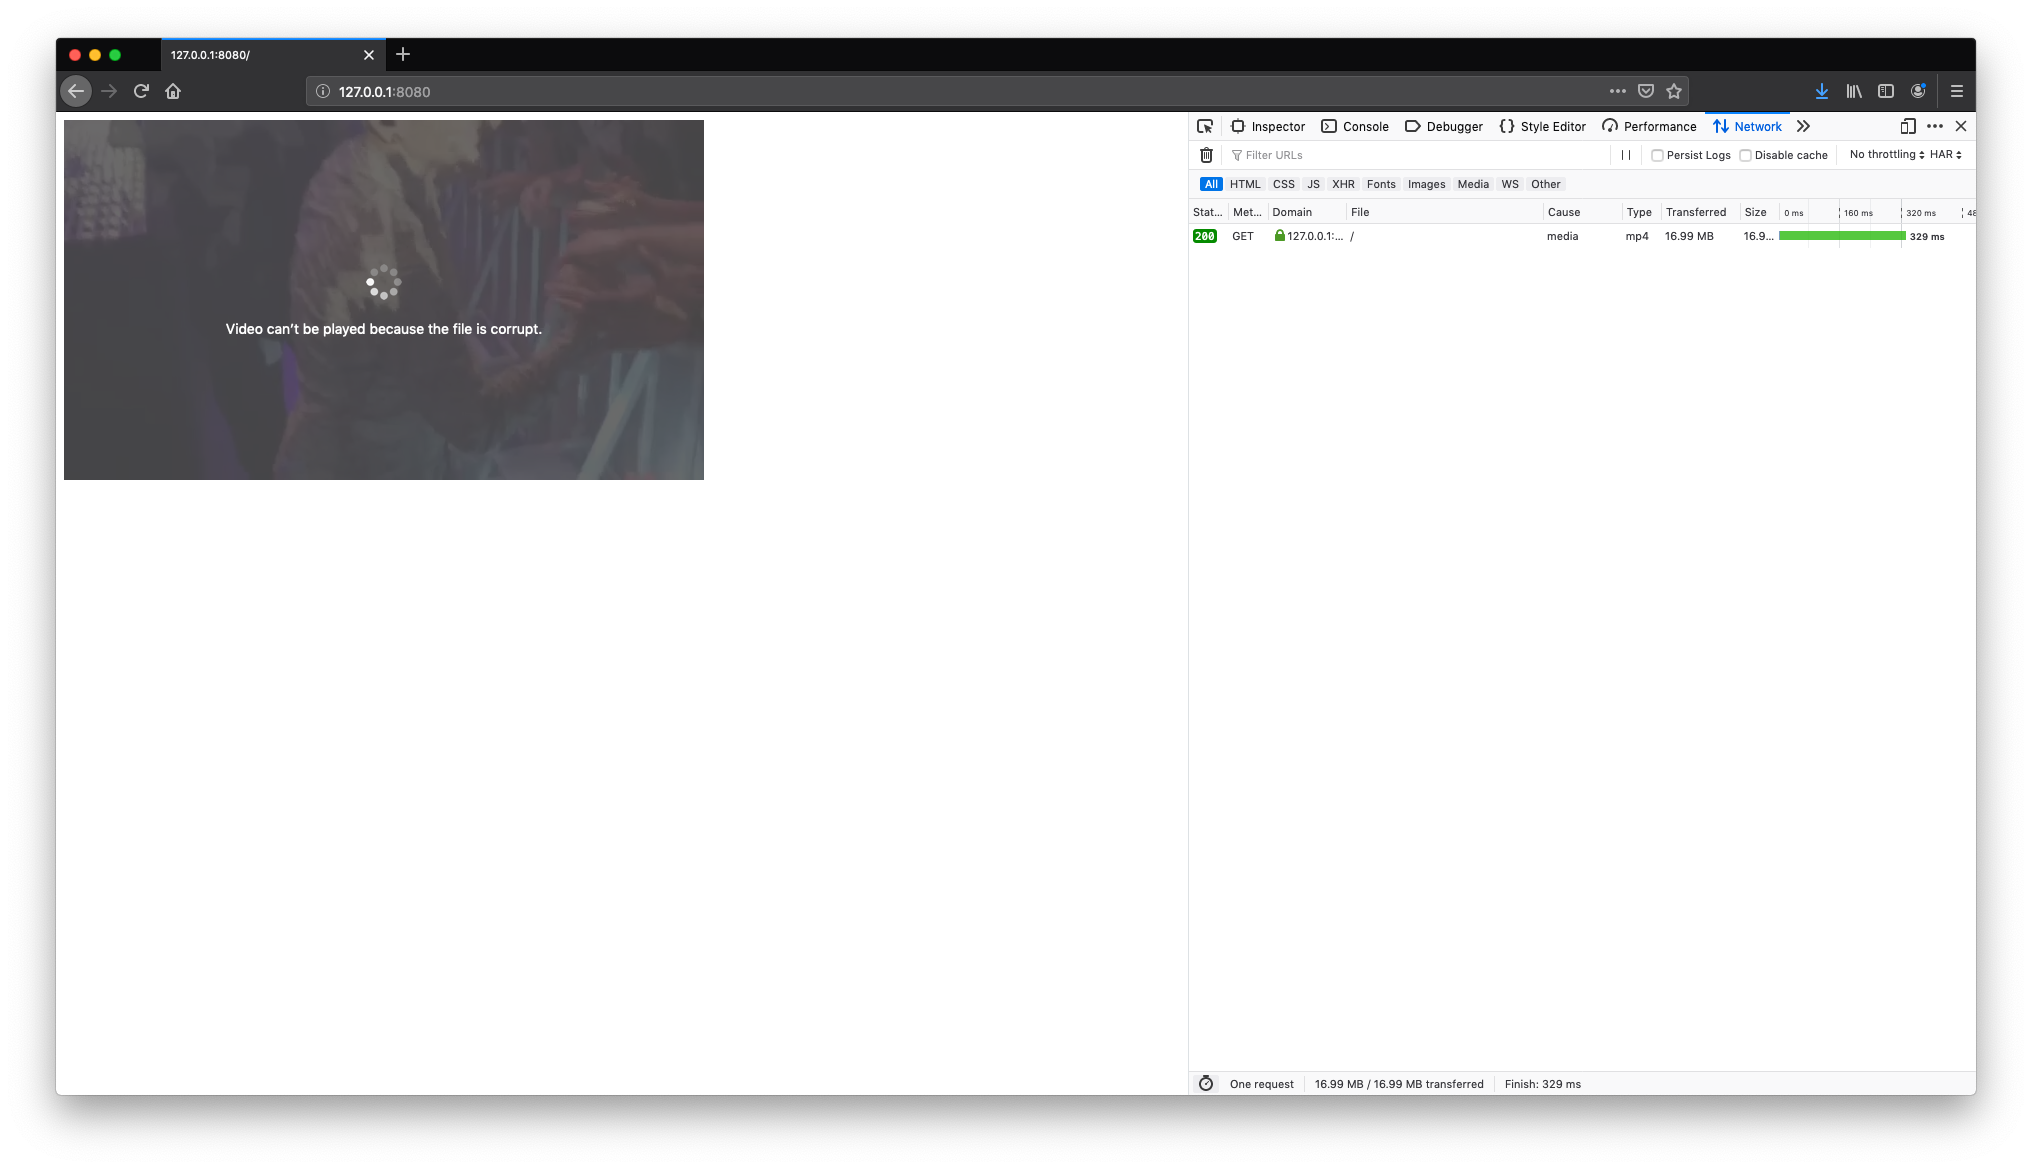 127.0.0.1:8080/
127.0.0.1:8080
Video can’t be played because the file is corrupt.
Inspector Console Debugger Style Editor Performance Network
Filter URLs Persist Logs Disable cache No throttling HAR
All HTML CSS JS XHR Fonts Images Media WS Other
Stat... Met... Domain File Cause Type Transferred Size 0 ms 160 ms 320 ms 48
200 GET 127.0.0.1:... / media mp4 16.99 MB 16.9... 329 ms
One request 16.99 MB / 16.99 MB transferred Finish: 329 ms